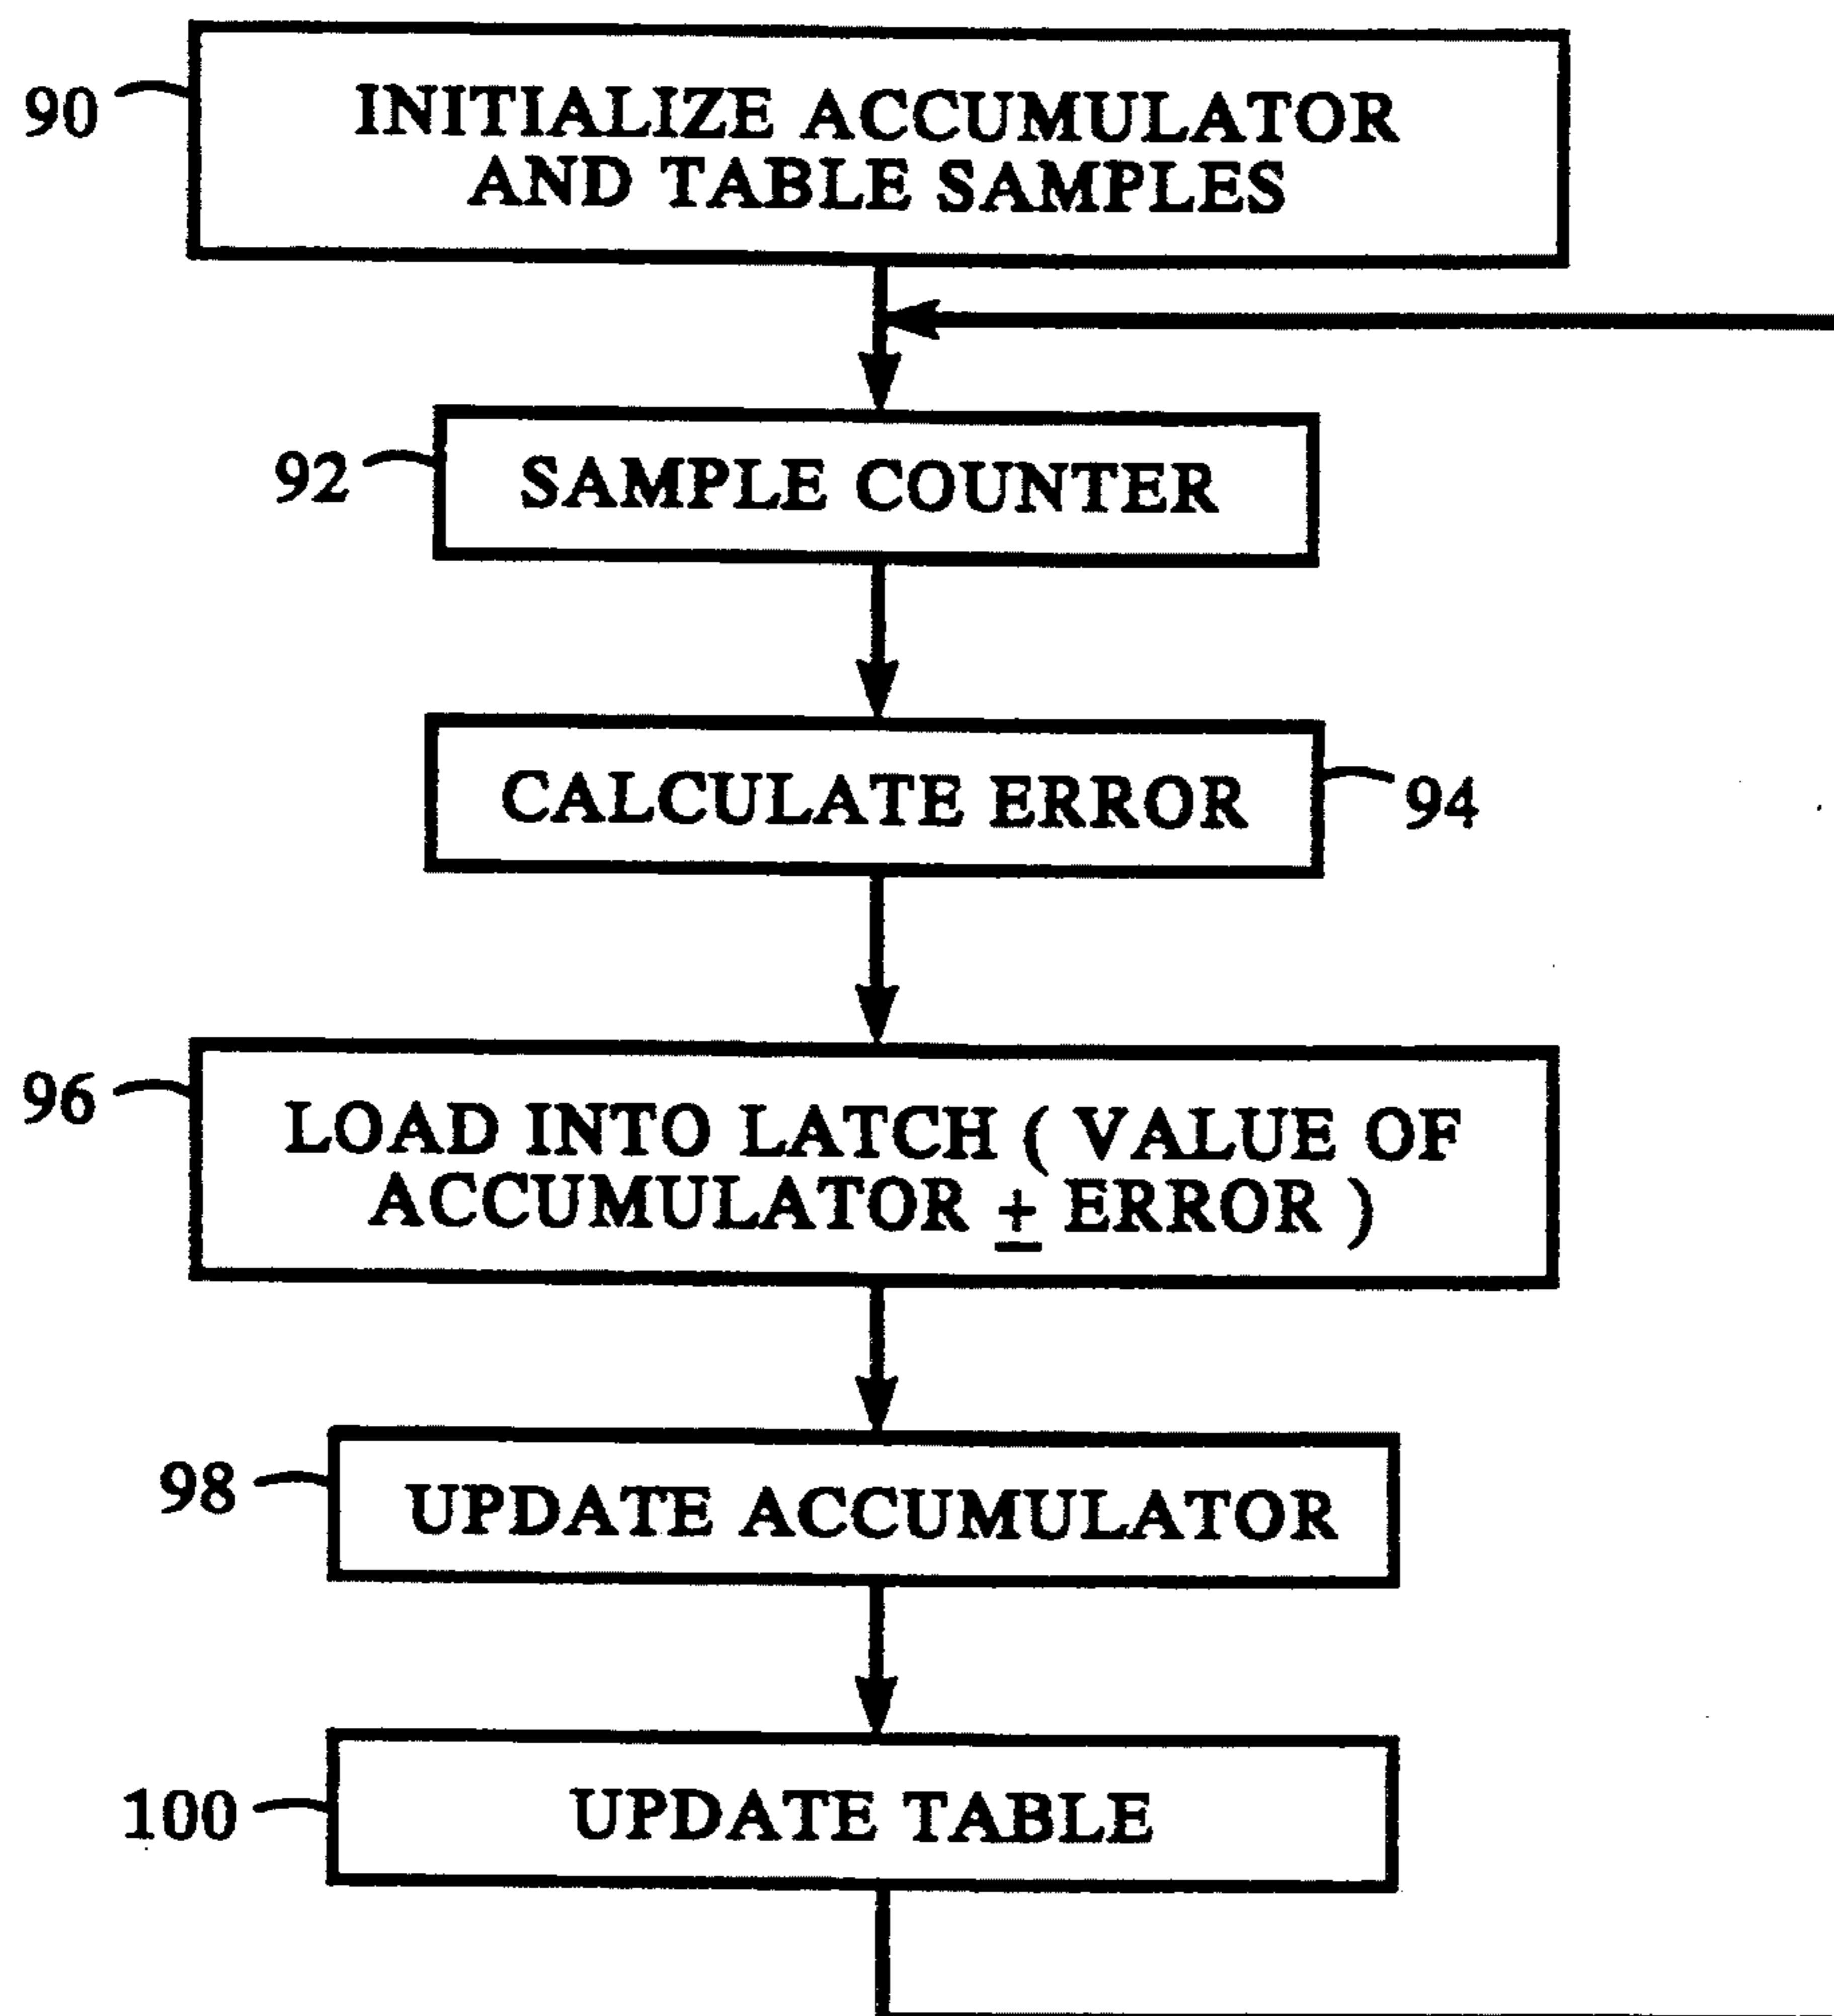 90
INITIALIZE ACCUMULATOR
AND TABLE SAMPLES
92
SAMPLE COUNTER
CALCULATE ERROR
94
96
LOAD INTO LATCH ( VALUE OF
ACCUMULATOR ± ERROR )
98
UPDATE ACCUMULATOR
100
UPDATE TABLE